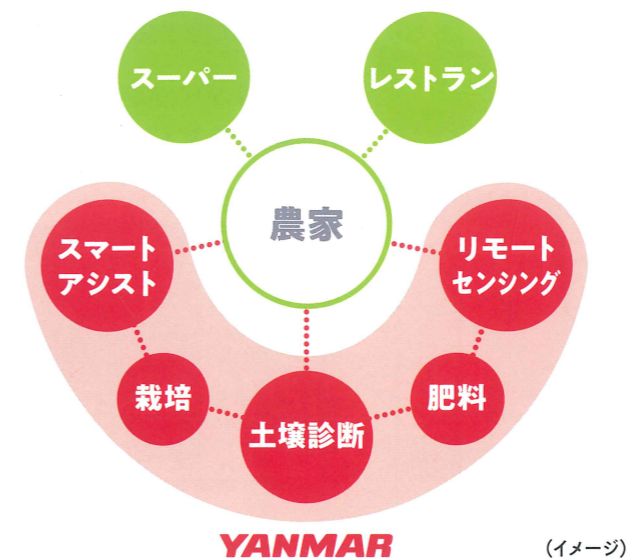 スーパー
レストラン
農家
スマート
アシスト
リモート
センシング
栽培
肥料
土壌診断
YANMAR
(イメージ)